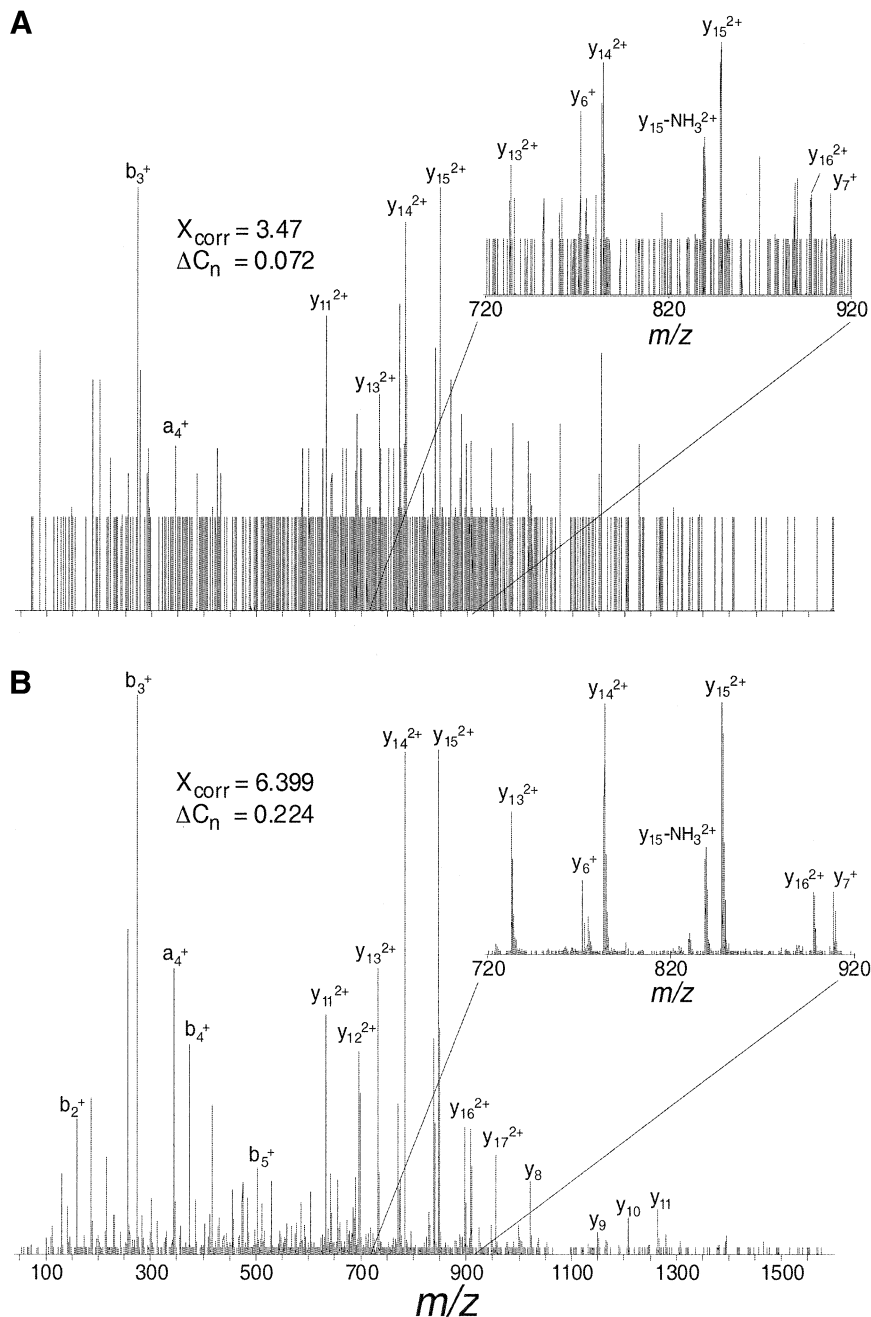 A
y₁₅²⁺
y₁₄²⁺
y₆⁺
y₁₅-NH₃²⁺
y₁₃²⁺
y₁₆²⁺
y₇⁺
b₃⁺
y₁₅²⁺
y₁₄²⁺
Xcorr = 3.47
ΔCn = 0.072
y₁₁²⁺
y₁₃²⁺
a₄⁺
720 820 920
m/z
B
b₃⁺
y₁₄²⁺
y₁₅²⁺
y₁₄²⁺ y₁₅²⁺
Xcorr = 6.399
ΔCn = 0.224
y₁₃²⁺
y₁₅-NH₃²⁺
y₆⁺
y₁₆²⁺ y₇⁺
720 820 920
m/z
a₄⁺
y₁₃²⁺
y₁₁²⁺
y₁₂²⁺
b₄⁺
b₂⁺
b₅⁺
y₁₆²⁺
y₁₇²⁺
y₈
y₉
y₁₀
y₁₁
100 300 500 700 900 1100 1300 1500
m/z